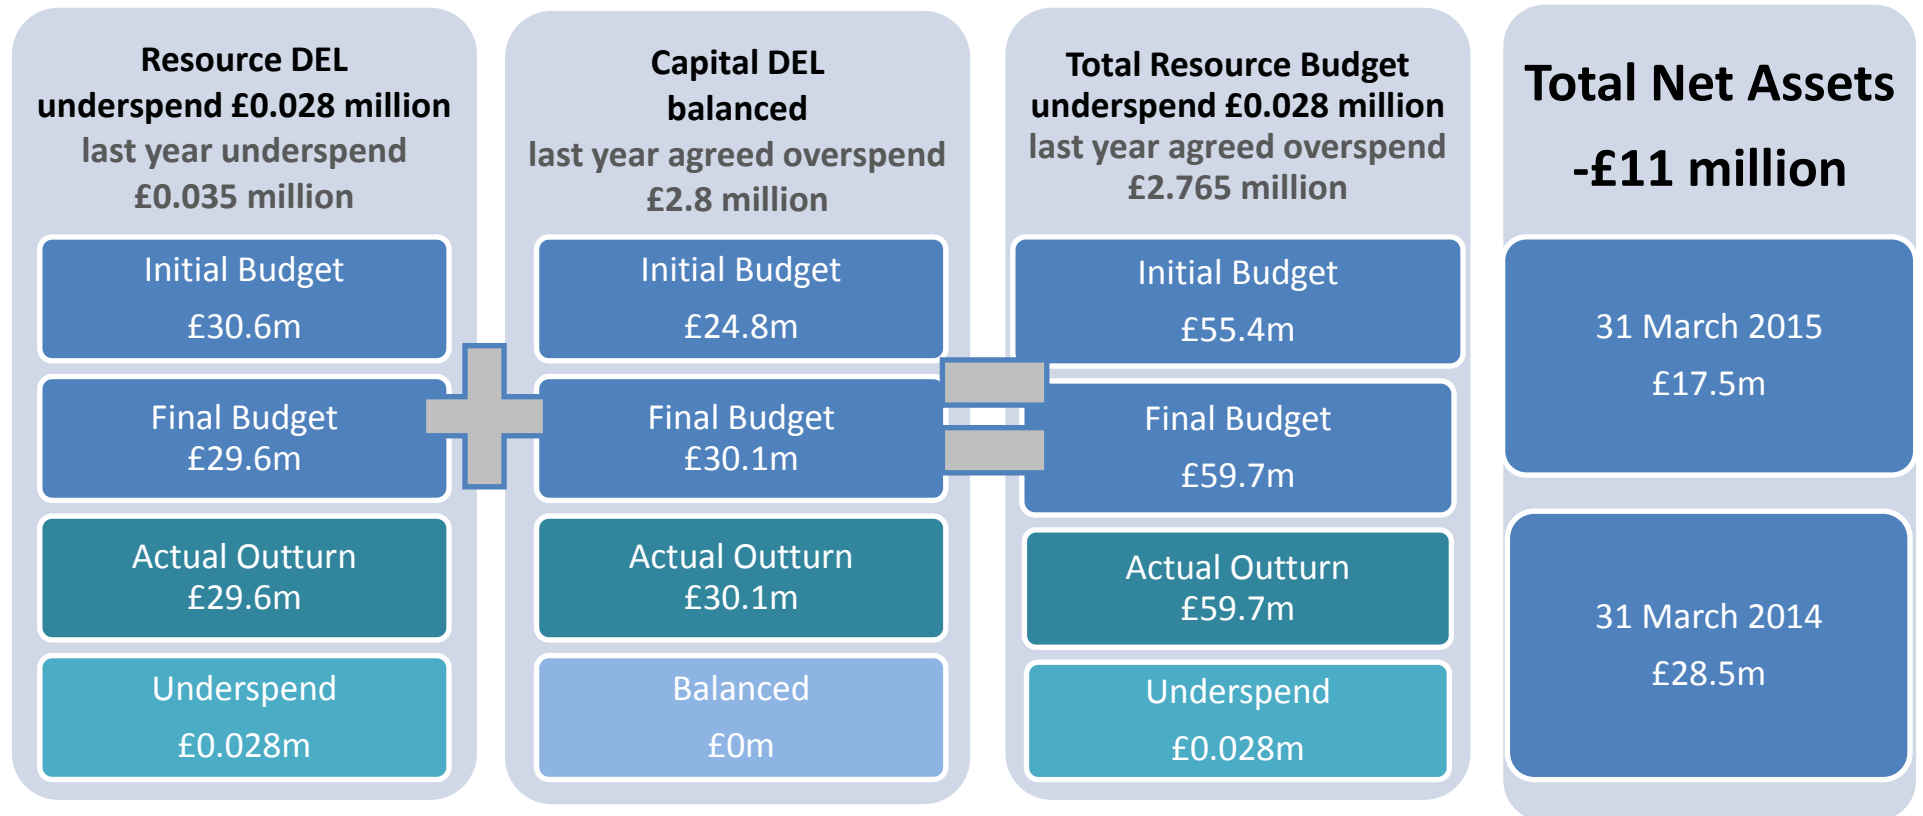 Resource DEL
underspend £0.028 million
last year underspend
£0.035 million
Initial Budget
£30.6m
Final Budget
£29.6m
Actual Outturn
£29.6m
Underspend
£0.028m
Capital DEL
balanced
last year agreed overspend
£2.8 million
Initial Budget
£24.8m
Final Budget
£30.1m
Actual Outturn
£30.1m
Balanced
£0m
Total Resource Budget
underspend £0.028 million
last year agreed overspend
£2.765 million
Initial Budget
£55.4m
Final Budget
£59.7m
Actual Outturn
£59.7m
Underspend
£0.028m
Total Net Assets
-£11 million
31 March 2015
£17.5m
31 March 2014
£28.5m